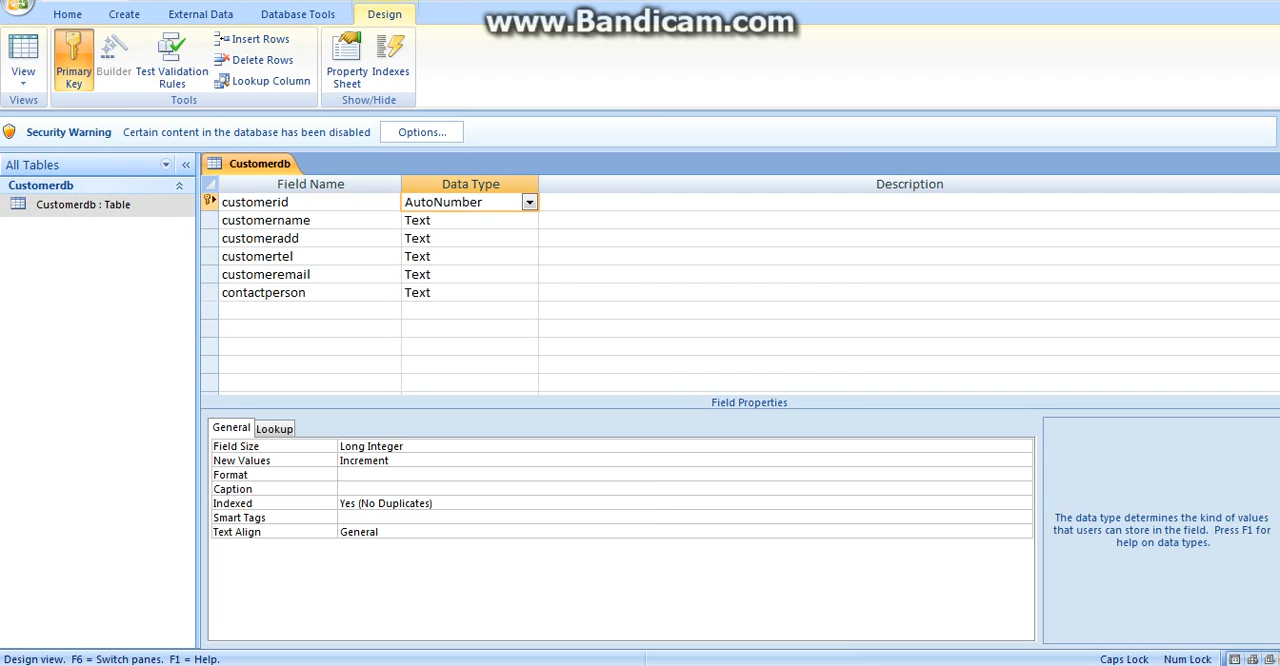 www.Bandicam.com
Home Create External Data Database Tools Design
View
Primary Key
Builder
Test Validation Rules
Insert Rows
Delete Rows
Lookup Column
Property Sheet
Indexes
Views Tools Show/Hide
Security Warning Certain content in the database has been disabled Options...
All Tables «
Customerdb
Customerdb : Table
Customerdb
Field Name Data Type Description
customerid AutoNumber
customername Text
customeradd Text
customertel Text
customeremail Text
contactperson Text
Field Properties
General Lookup
Field Size Long Integer
New Values Increment
Format
Caption
Indexed Yes (No Duplicates)
Smart Tags
Text Align General
The data type determines the kind of values
that users can store in the field. Press F1 for
help on data types.
Design view. F6 = Switch panes. F1 = Help.
Caps Lock Num Lock